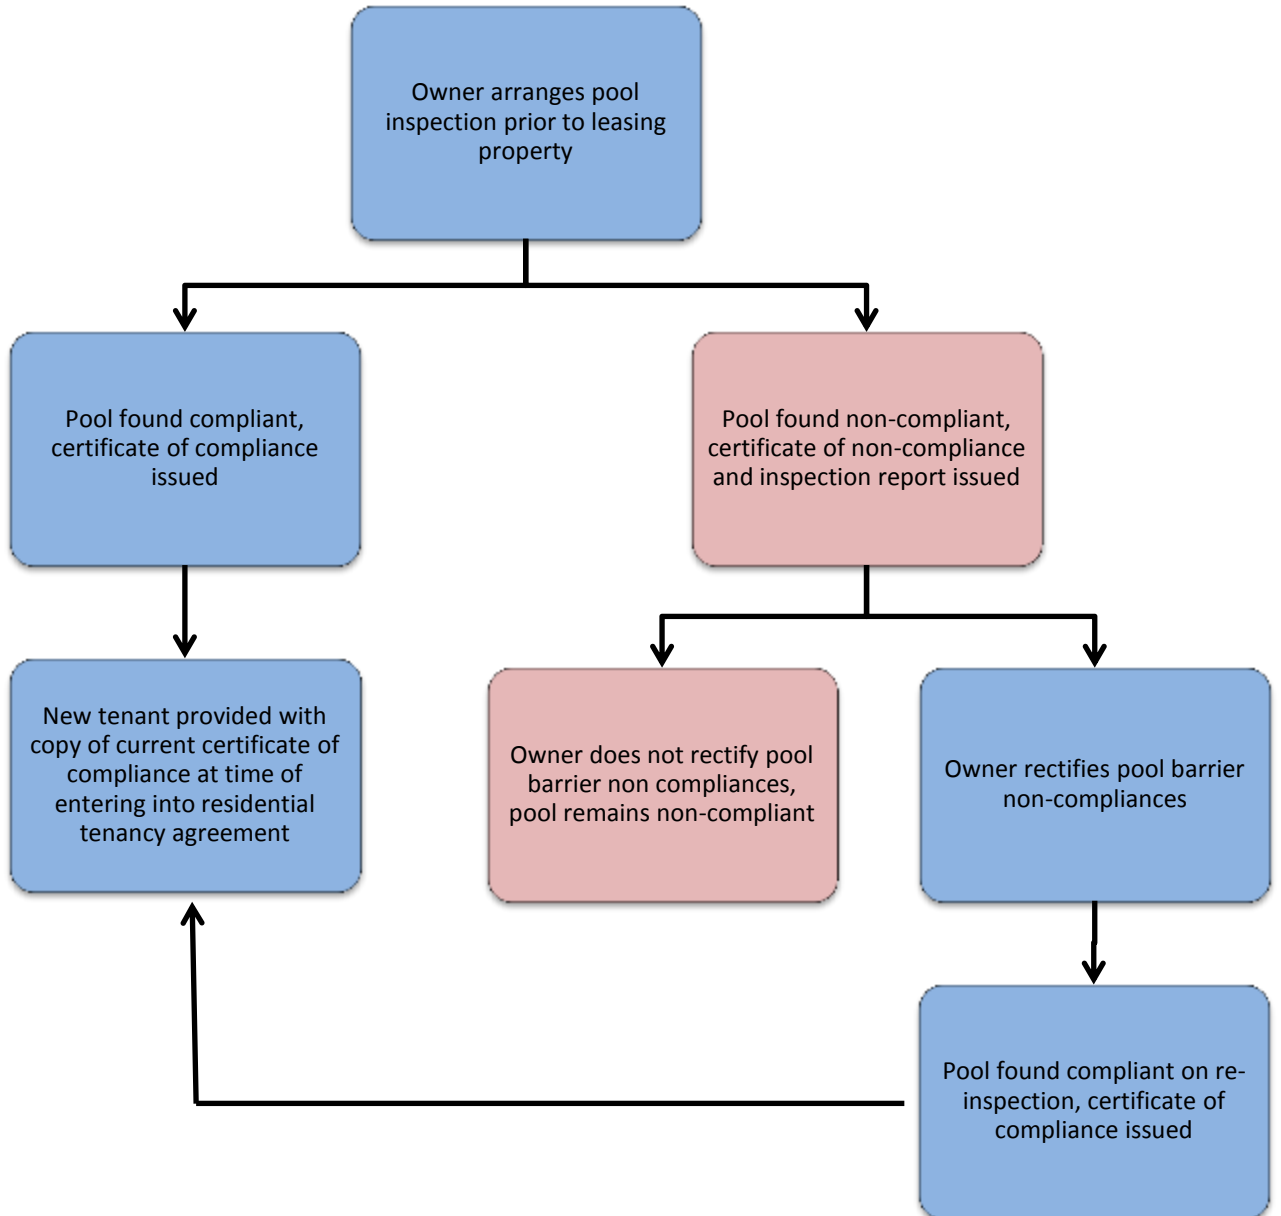 Owner arranges pool
inspection prior to leasing
property
Pool found compliant,
certificate of compliance
issued
Pool found non-compliant,
certificate of non-compliance
and inspection report issued
New tenant provided with
copy of current certificate of
compliance at time of
entering into residential
tenancy agreement
Owner does not rectify pool
barrier non compliances,
pool remains non-compliant
Owner rectifies pool barrier
non-compliances
Pool found compliant on re-
inspection, certificate of
compliance issued